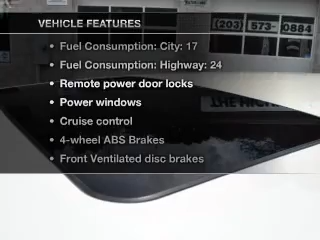 VEHICLE FEATURES
(203) 573-0884
• Fuel Consumption: City: 17
• Fuel Consumption: Highway: 24
• Remote power door locks
• Power windows
• Cruise control
• 4-wheel ABS Brakes
• Front Ventilated disc brakes